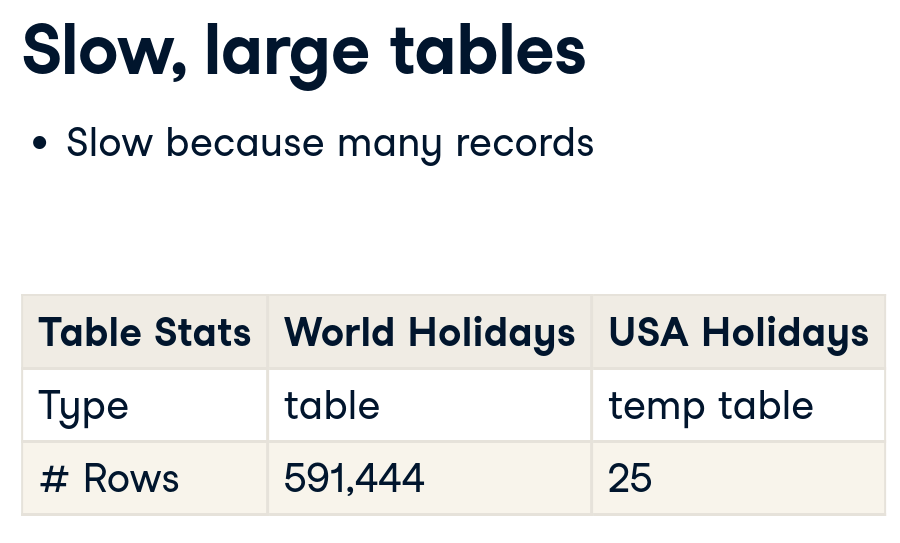 Slow, large tables
• Slow because many records
Table Stats World Holidays USA Holidays
Type table temp table
# Rows 591,444 25